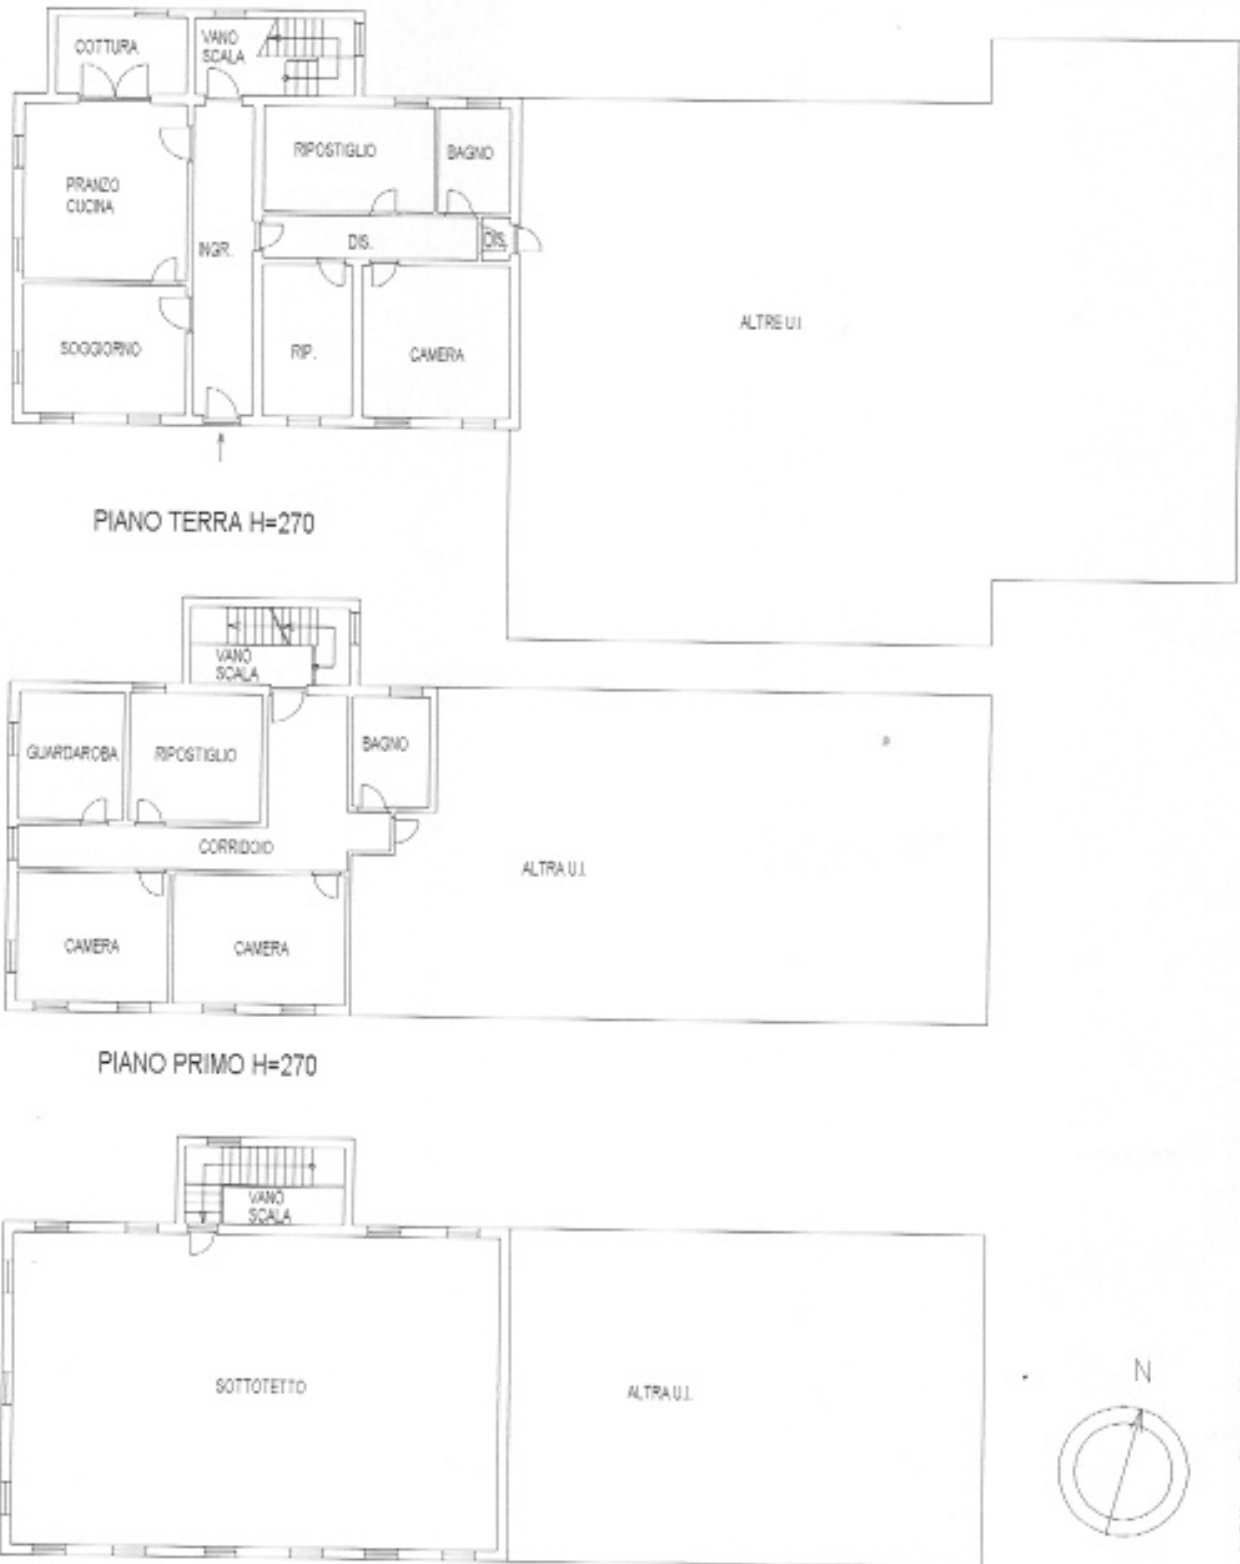 COTTURA
VANO
SCALA
RIPOSTIGLIO
BAGNO
PRANZO
CUCINA
INGR.
DIS.
DIS.
SOGGIORNO
RIP.
CAMERA
ALTRE U.I.
PIANO TERRA H=270
VANO
SCALA
GUARDAROBA
RIPOSTIGLIO
BAGNO
CORRIDOIO
ALTRA U.I.
CAMERA
CAMERA
PIANO PRIMO H=270
VANO
SCALA
SOTTOTETTO
ALTRA U.I.
N